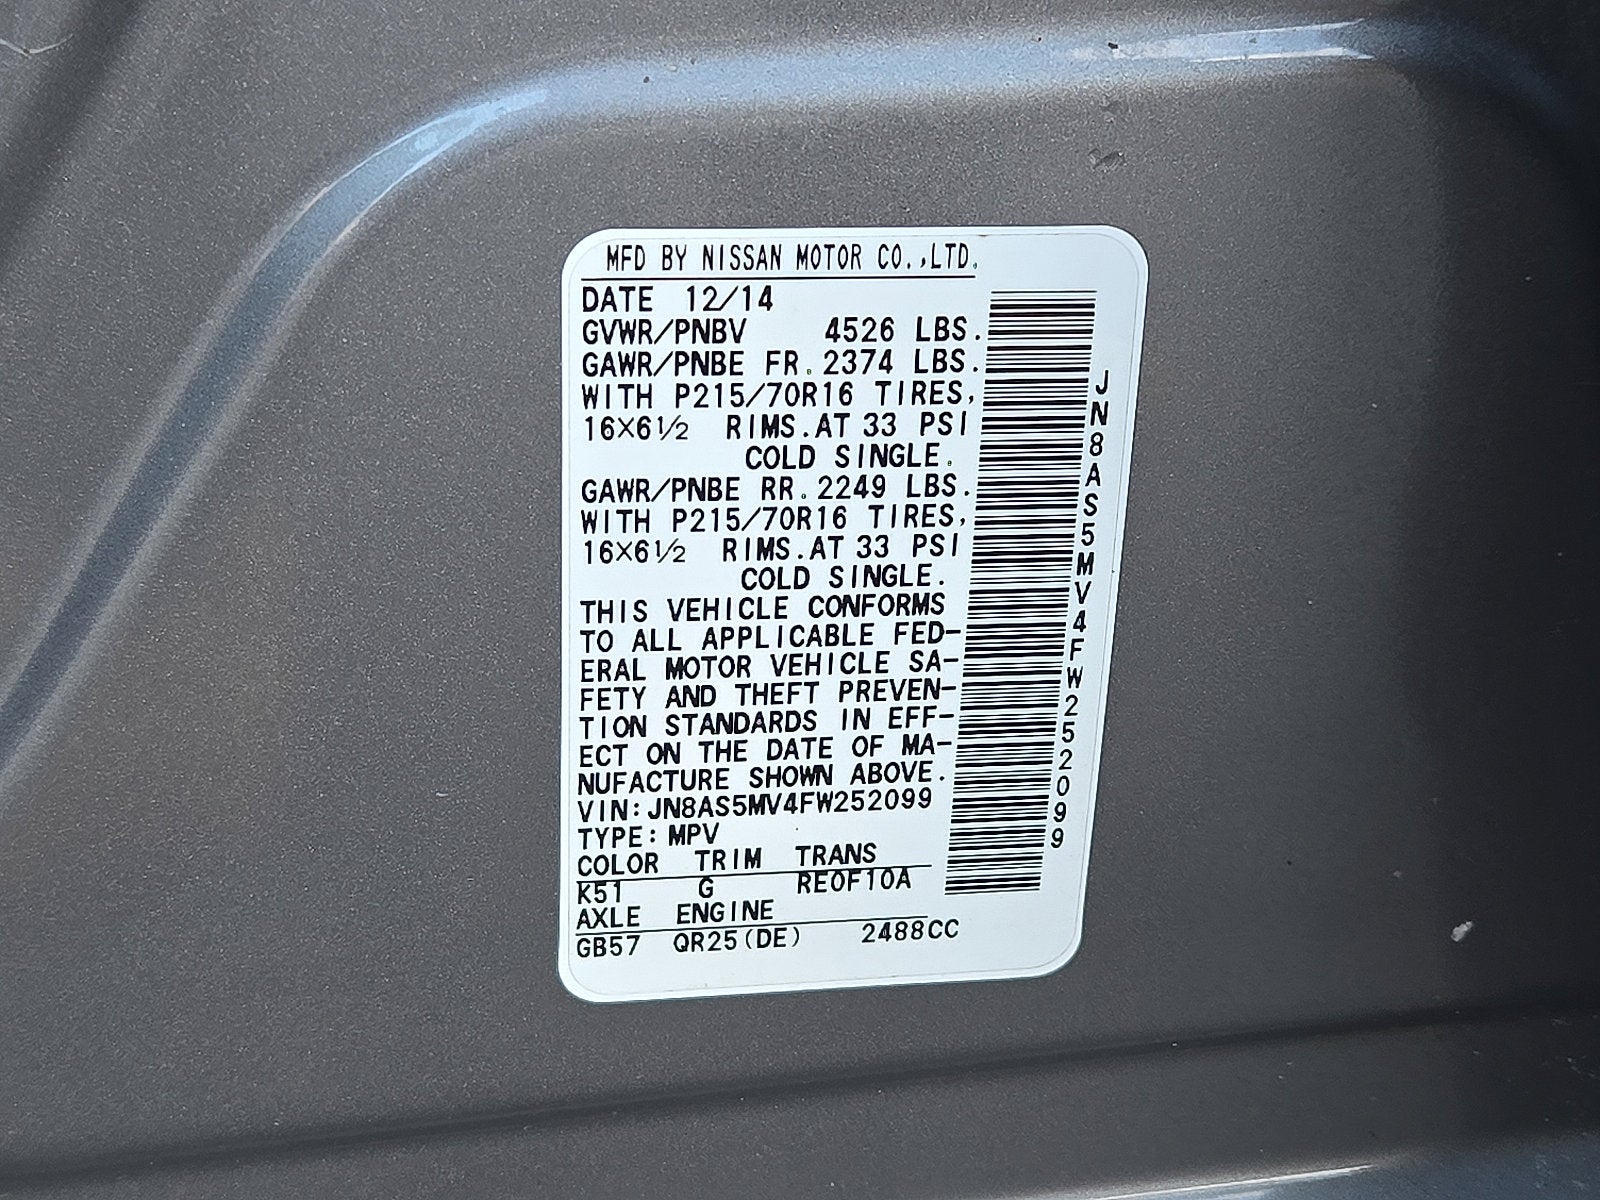 MFD BY NISSAN MOTOR CO.,LTD.
DATE 12/14
GVWR/PNBV 4526 LBS.
GAWR/PNBE FR.2374 LBS.
WITH P215/70R16 TIRES,
16×6½ RIMS.AT 33 PSI
COLD SINGLE.
GAWR/PNBE RR.2249 LBS.
WITH P215/70R16 TIRES,
16×6½ RIMS.AT 33 PSI
COLD SINGLE.
THIS VEHICLE CONFORMS
TO ALL APPLICABLE FED-
ERAL MOTOR VEHICLE SA-
FETY AND THEFT PREVEN-
TION STANDARDS IN EFF-
ECT ON THE DATE OF MA-
NUFACTURE SHOWN ABOVE.
VIN:JN8AS5MV4FW252099
TYPE:MPV
COLOR TRIM TRANS
K51 G RE0F10A
AXLE ENGINE
GB57 QR25(DE) 2488CC
JN8AS5MV4FW252099